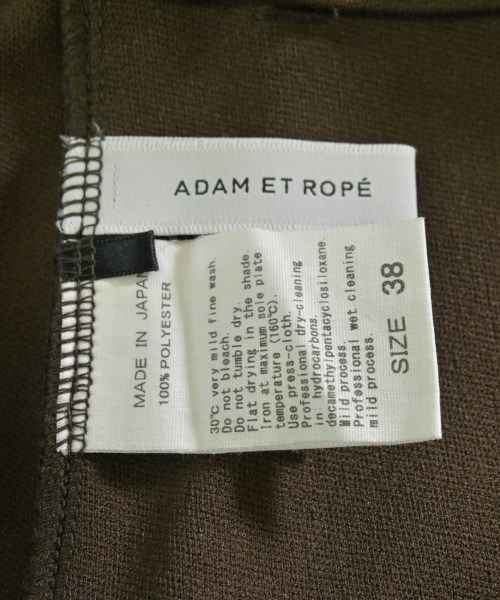 ADAM ET ROPÉ
MADE IN JAPAN
100% POLYESTER
30°C very mild fine wash.
Do not bleach.
Do not tumble dry.
Flat drying in the shade.
Iron at maximum sole plate
temperature (160°C).
Use press-cloth.
Professional dry-cleaning
in: hydrocarbons.
decamethylpentacyclosiloxane.
Mild process.
Professional wet cleaning
mild process.
SIZE 38